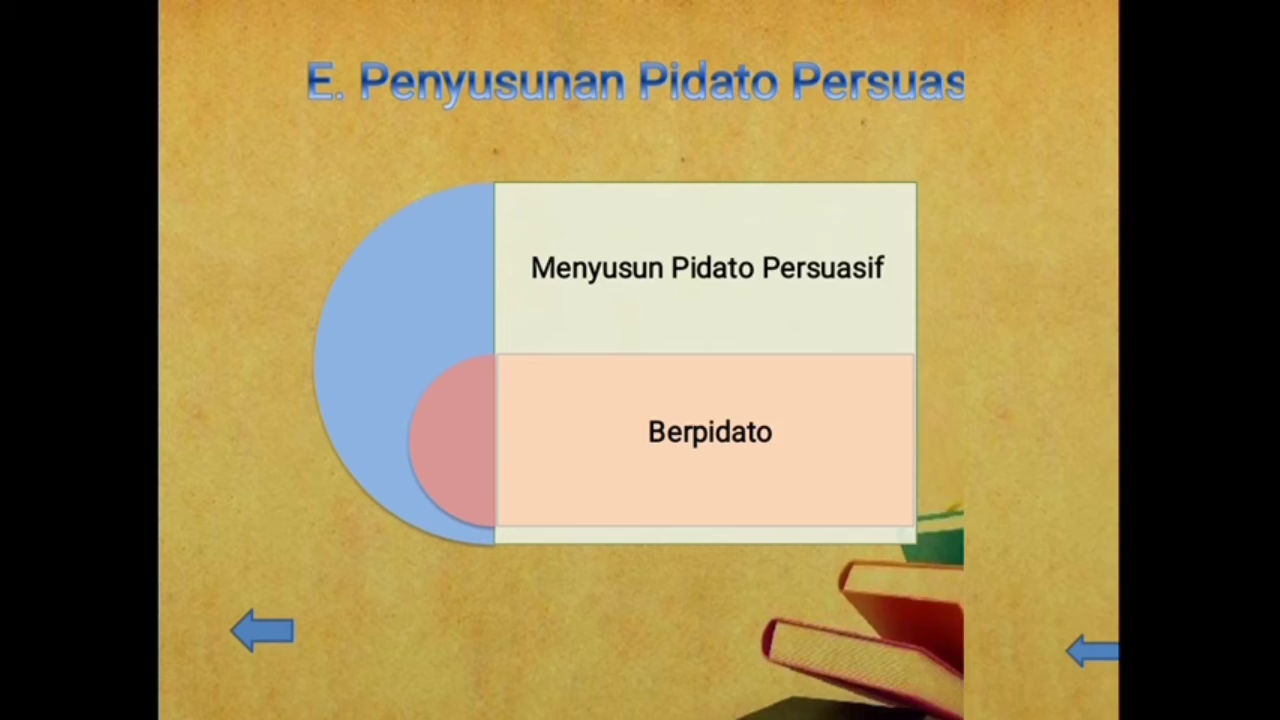 E. Penyusunan Pidato Persuas
Menyusun Pidato Persuasif
Berpidato